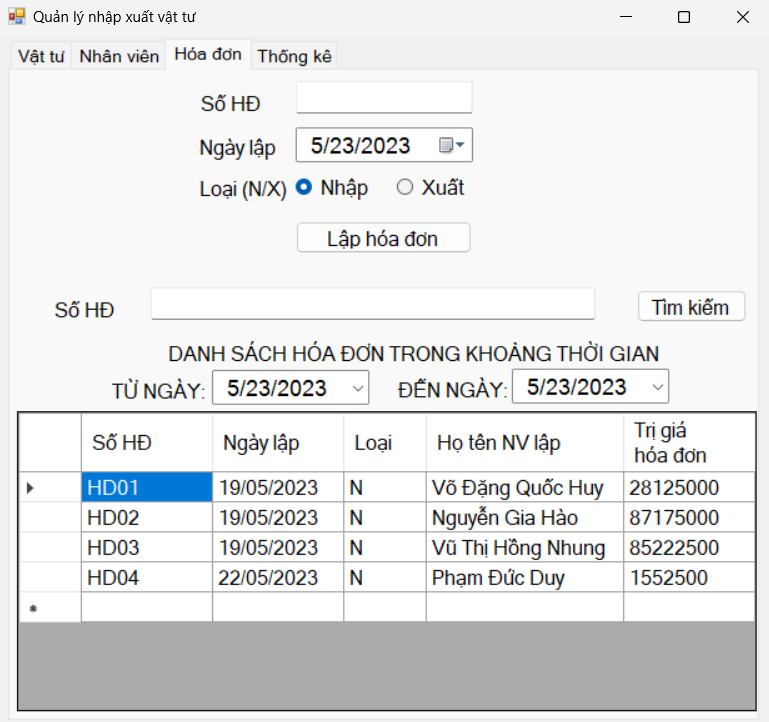 Quản lý nhập xuất vật tư
Vật tư Nhân viên Hóa đơn Thống kê
Số HĐ
Ngày lập 5/23/2023
Loại (N/X) Nhập Xuất
Lập hóa đơn
Số HĐ Tìm kiếm
DANH SÁCH HÓA ĐƠN TRONG KHOẢNG THỜI GIAN
TỪ NGÀY: 5/23/2023 ĐẾN NGÀY: 5/23/2023
Số HĐ Ngày lập Loại Họ tên NV lập Trị giá hóa đơn
HD01 19/05/2023 N Võ Đặng Quốc Huy 28125000
HD02 19/05/2023 N Nguyễn Gia Hào 87175000
HD03 19/05/2023 N Vũ Thị Hồng Nhung 85222500
HD04 22/05/2023 N Phạm Đức Duy 1552500